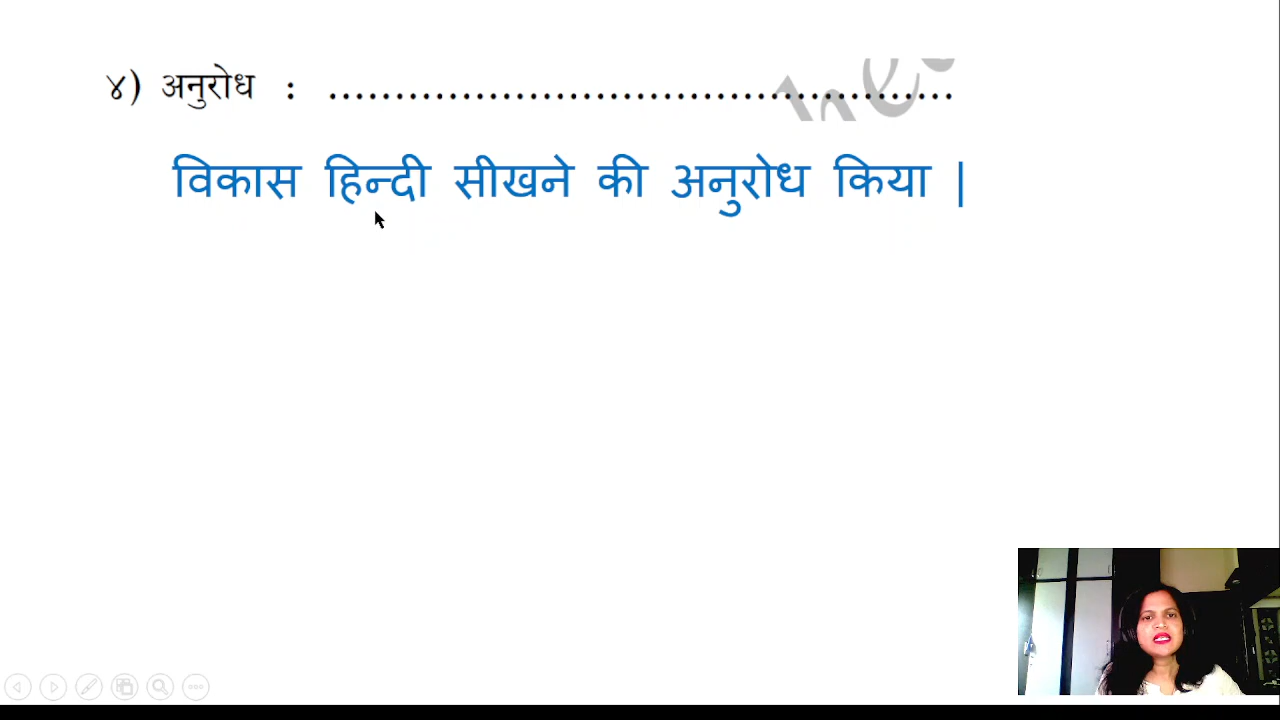 ४) अनुरोध : ...............................................
विकास हिन्दी सीखने की अनुरोध किया |